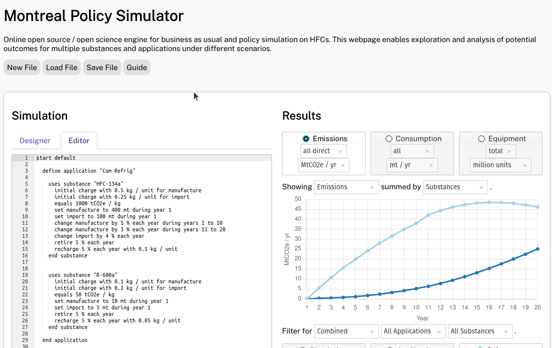 Montreal Policy Simulator
Online open source / open science engine for business as usual and policy simulation on HFCs. This webpage enables exploration and analysis of potential
outcomes for multiple substances and applications under different scenarios.
New File
Load File
Save File
Guide
Simulation
Designer
Editor
1 start default
2
3 define application "Com Refrig"
4
5 uses substance "HFC-134a"
6 initial charge with 0.5 kg / unit for manufacture
7 initial charge with 0.25 kg / unit for import
8 equals 1000 tCO2e / kg
9 set manufacture to 400 mt during year 1
10 set import to 100 mt during year 1
11 change manufacture by 5 % each year during years 2 to 10
12 change manufacture by 3 % each year during years 11 to 20
13 change import by 4 % each year
14 retire 5 % each year
15 recharge 5 % each year with 0.1 kg / unit
16 end substance
17
18
19 uses substance "R-600a"
20 initial charge with 0.1 kg / unit for manufacture
21 initial charge with 0.1 kg / unit for import
22 equals 50 tCO2e / kg
23 set manufacture to 10 mt during year 1
24 set import to 5 mt during year 1
25 retire 5 % each year
26 recharge 5 % each year with 0.05 kg / unit
27 end substance
28
29 end application
Results
Emissions
all direct >
MtCO2e / yr >
Consumption
all >
mt / yr >
Equipment
total >
million units >
Showing Emissions > summed by Substances > .
MtCO2e / yr
50
45
40
35
30
25
20
15
10
5
0
1 2 3 4 5 6 7 8 9 10 11 12 13 14 15 16 17 18 19 20
Year
Filter for Combined > All Applications > All Substances > .